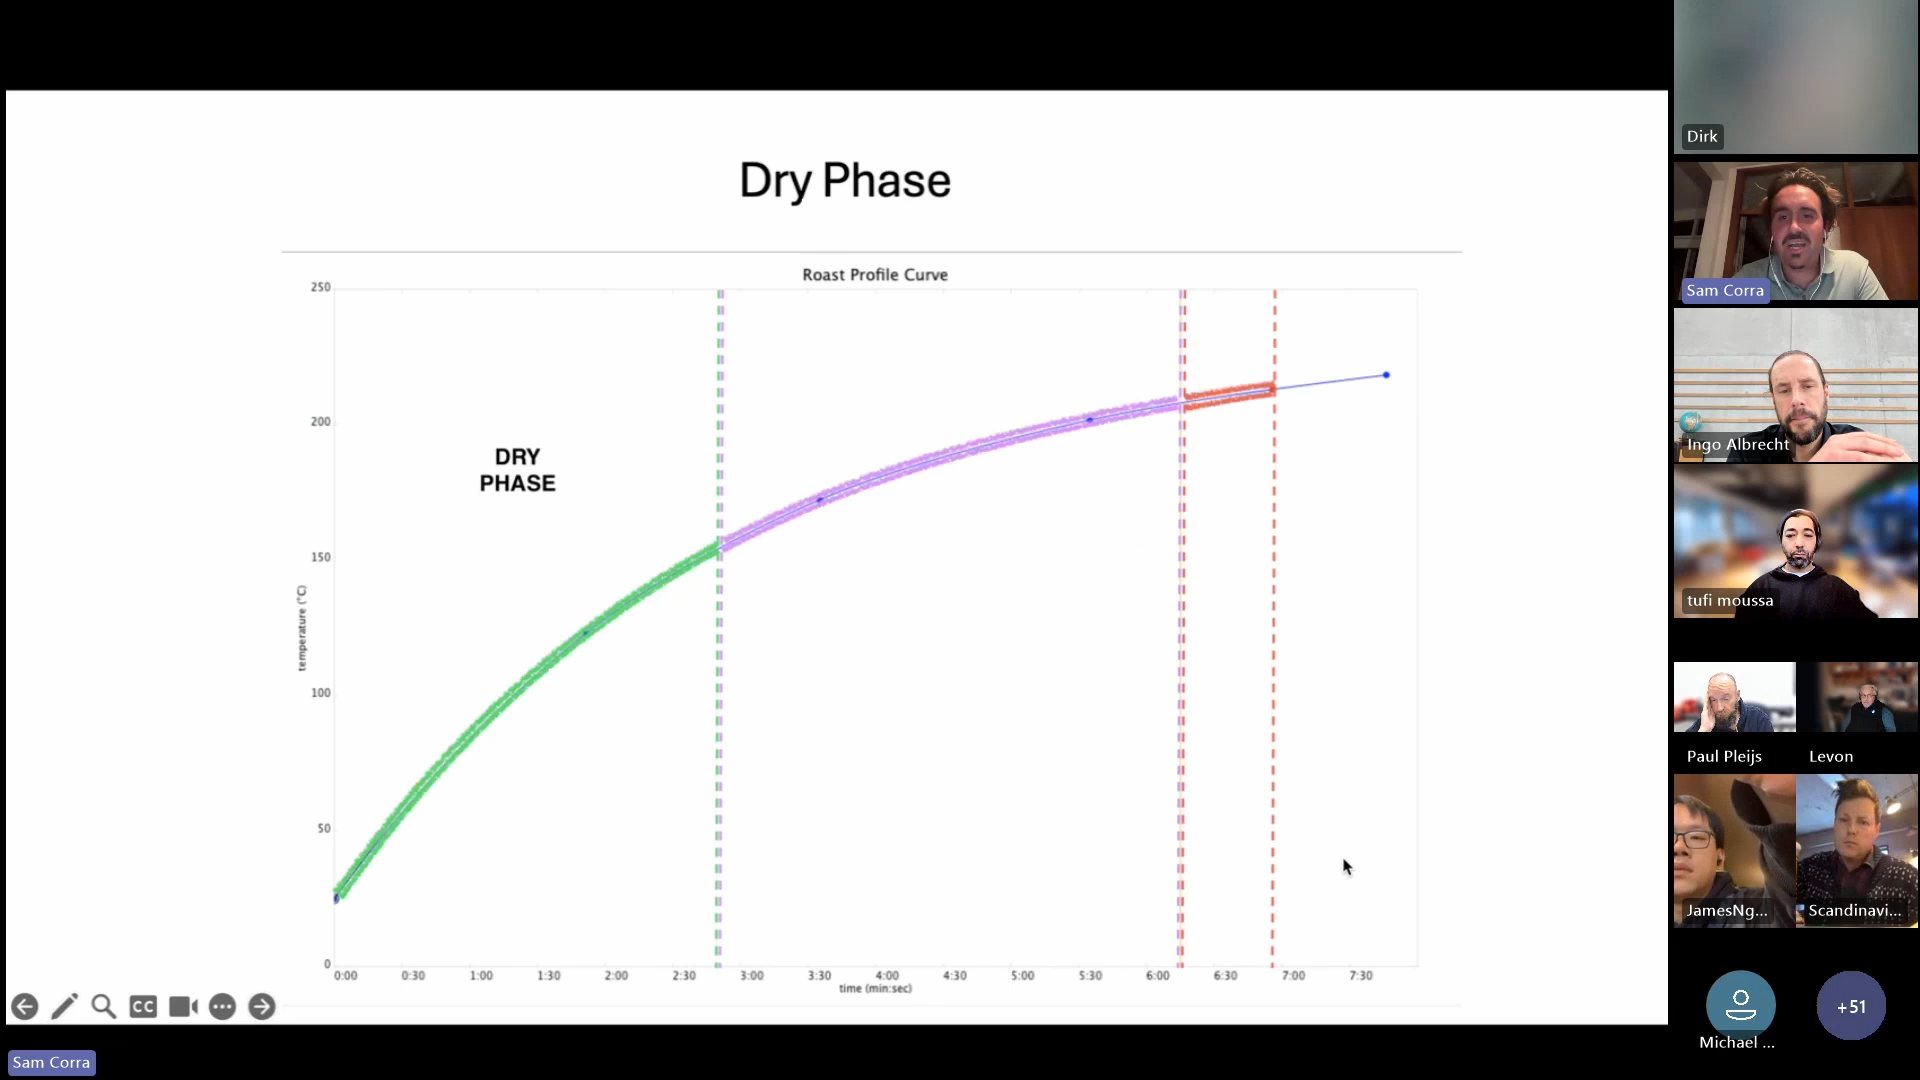 Dry Phase
Roast Profile Curve
250
200
150
100
50
0
temperature (°C)
DRY
PHASE
0:00 0:30 1:00 1:30 2:00 2:30 3:00 3:30 4:00 4:30 5:00 5:30 6:00 6:30 7:00 7:30
time (min:sec)
CC
Sam Corra
Dirk
Sam Corra
Ingo Albrecht
tufi moussa
Paul Pleijs
Levon
JamesNg...
Scandinavi...
Michael ...
+51